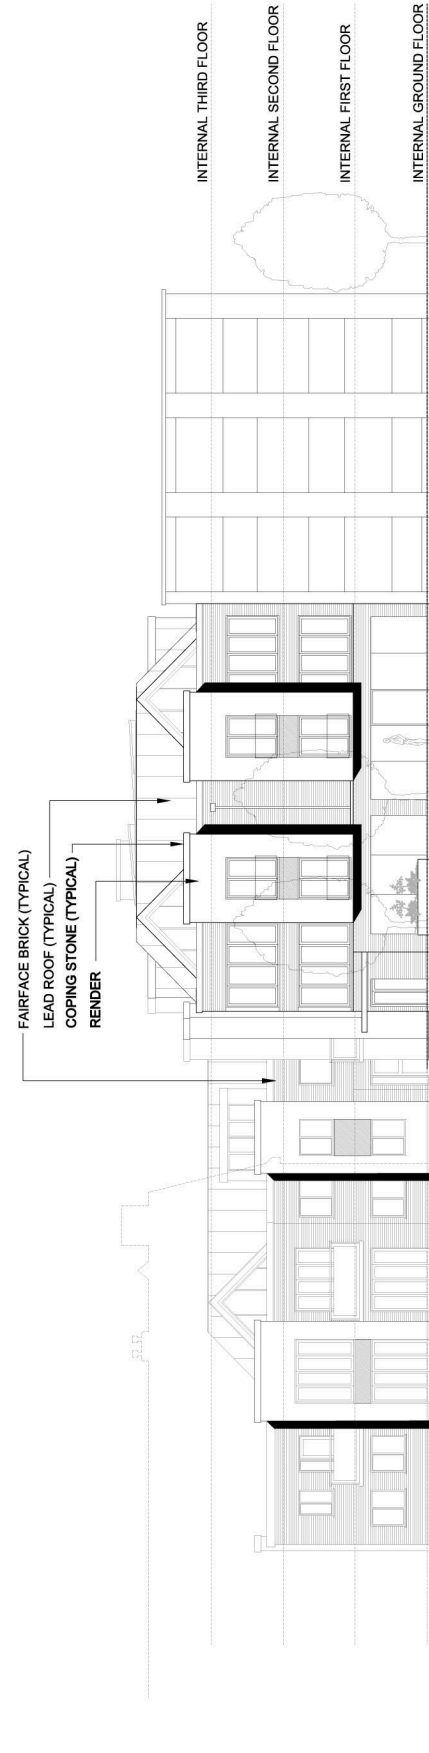 FAIRFACE BRICK (TYPICAL)
LEAD ROOF (TYPICAL)
COPING STONE (TYPICAL)
RENDER
INTERNAL THIRD FLOOR
INTERNAL SECOND FLOOR
INTERNAL FIRST FLOOR
INTERNAL GROUND FLOOR